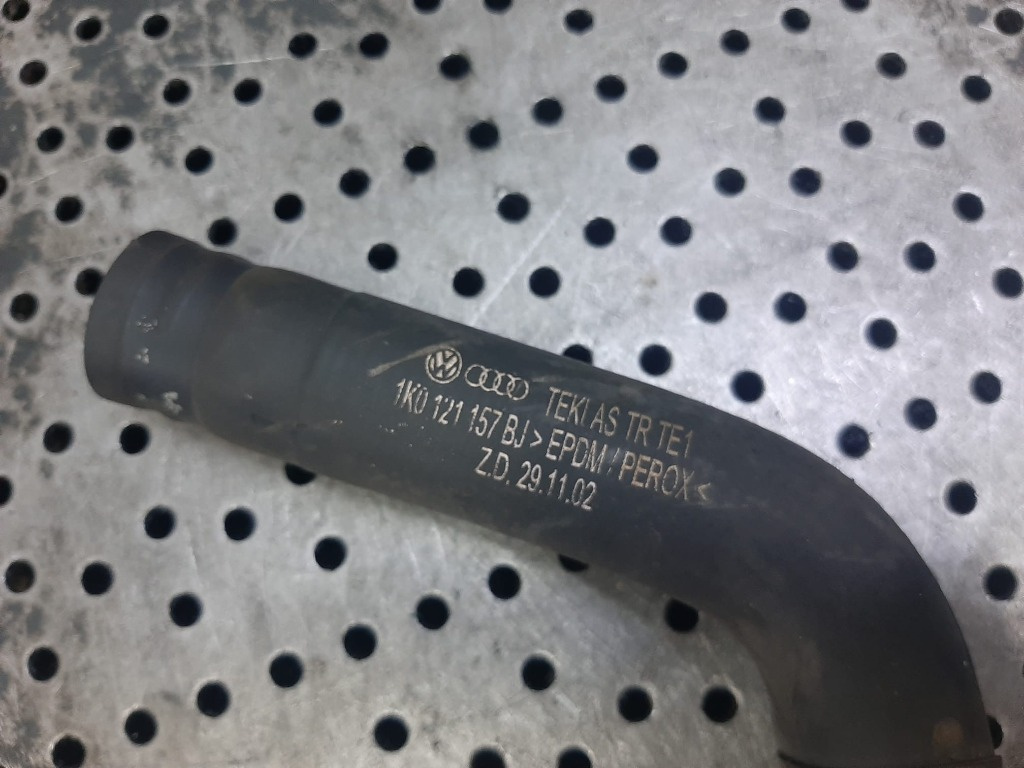 TEKI AS TR TE1
1K0 121 157 BJ > EPDM / PEROX <
Z.D. 29.11.02